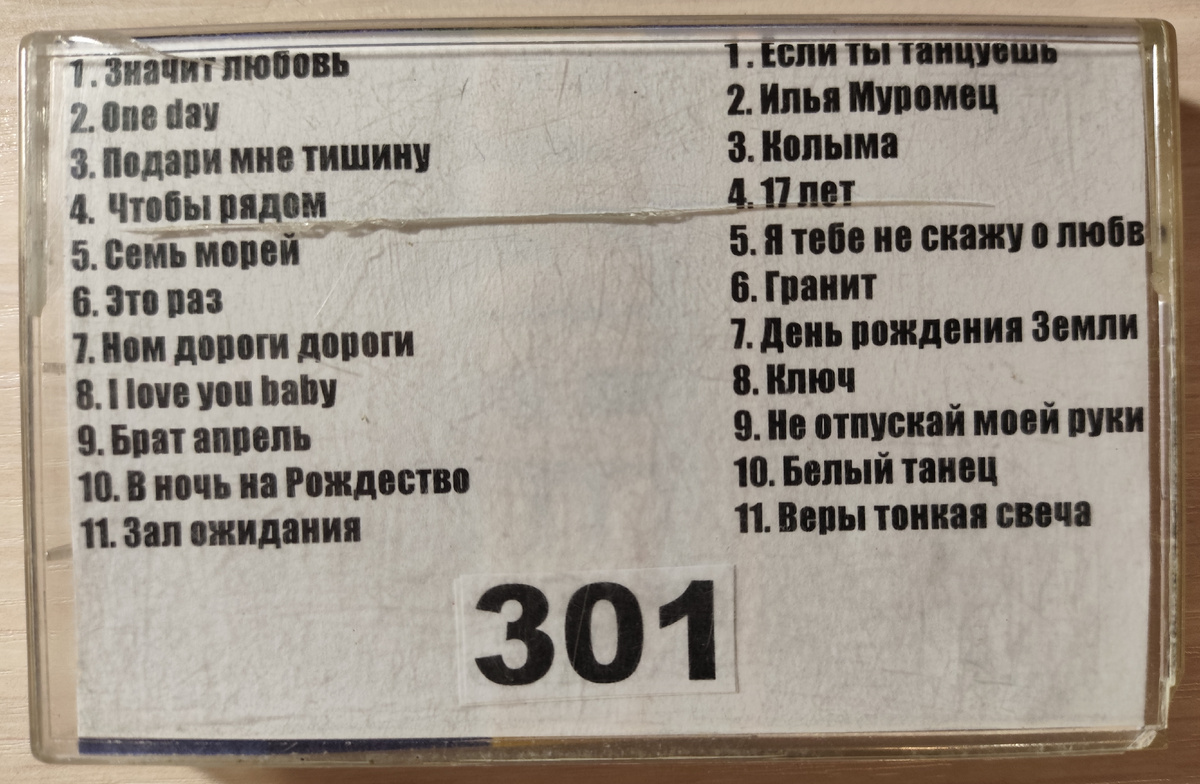 1. Значит любовь
2. One day
3. Подари мне тишину
4. Чтобы рядом
5. Семь морей
6. Это раз
7. Ном дороги дороги
8. I love you baby
9. Брат апрель
10. В ночь на Рождество
11. Зал ожидания
1. Если ты танцуешь
2. Илья Муромец
3. Колыма
4. 17 лет
5. Я тебе не скажу о любв
6. Гранит
7. День рождения Земли
8. Ключ
9. Не отпускай моей руки
10. Белый танец
11. Веры тонкая свеча
301